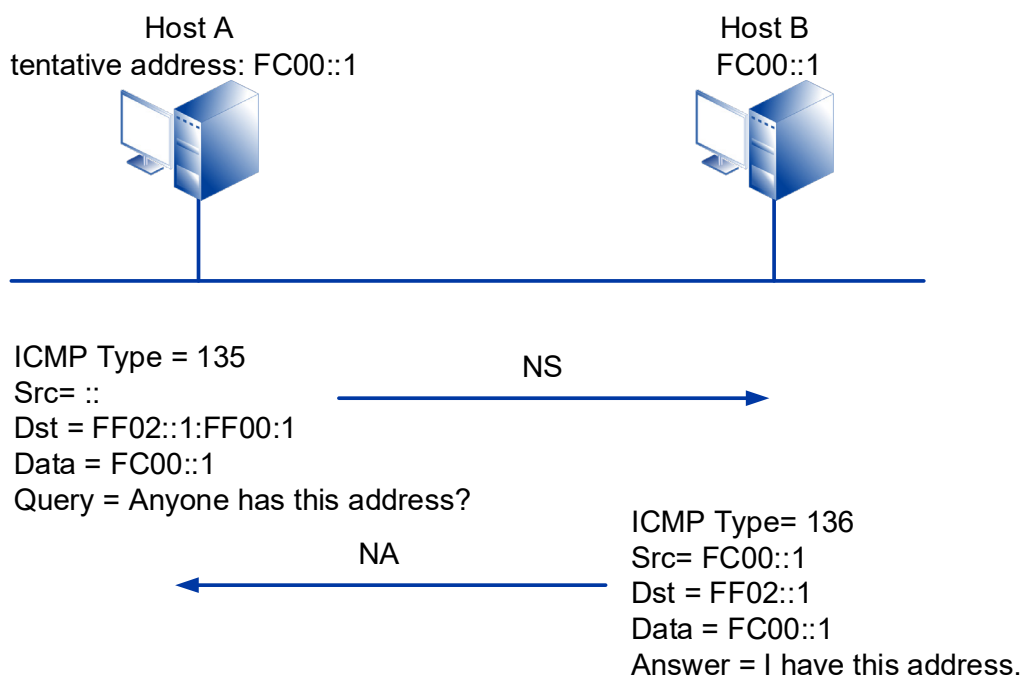 Host A
tentative address: FC00::1
Host B
FC00::1
ICMP Type = 135
Src= ::
Dst = FF02::1:FF00:1
Data = FC00::1
Query = Anyone has this address?
NS
NA
ICMP Type= 136
Src= FC00::1
Dst = FF02::1
Data = FC00::1
Answer = I have this address.